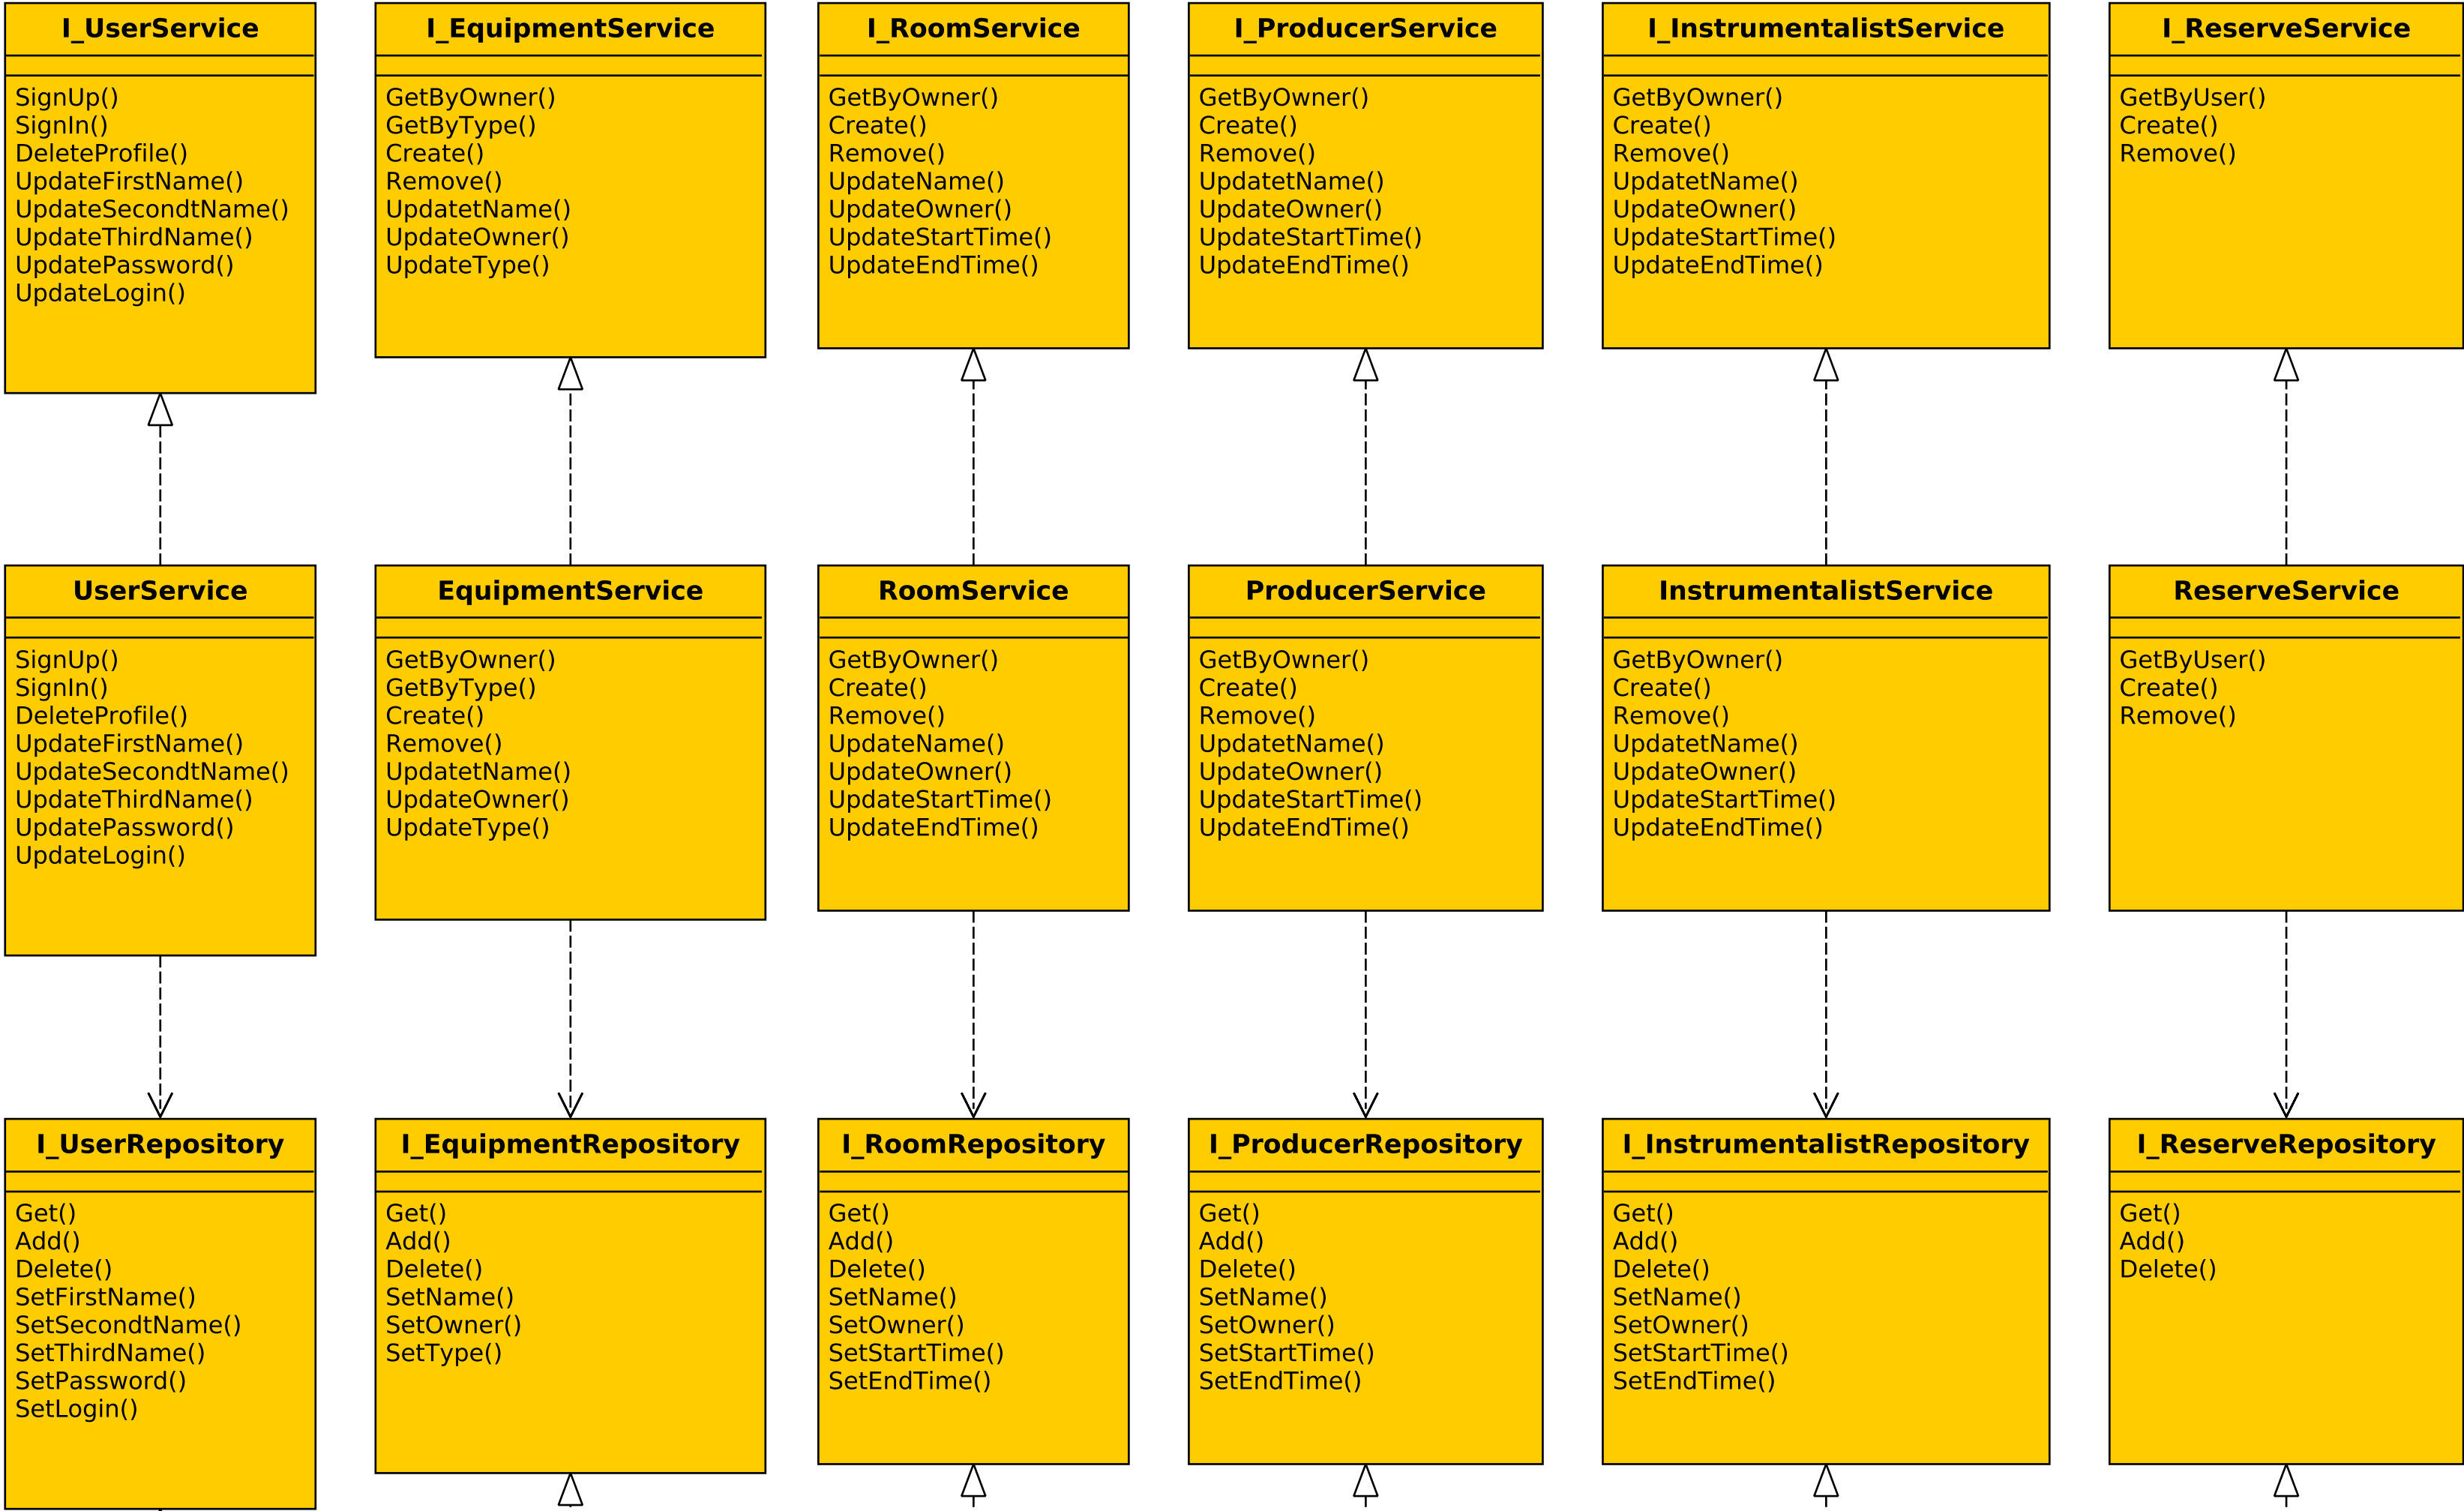 I_UserService
SignUp()
SignIn()
DeleteProfile()
UpdateFirstName()
UpdateSecondtName()
UpdateThirdName()
UpdatePassword()
UpdateLogin()
I_EquipmentService
GetByOwner()
GetByType()
Create()
Remove()
UpdatetName()
UpdateOwner()
UpdateType()
I_RoomService
GetByOwner()
Create()
Remove()
UpdateName()
UpdateOwner()
UpdateStartTime()
UpdateEndTime()
I_ProducerService
GetByOwner()
Create()
Remove()
UpdatetName()
UpdateOwner()
UpdateStartTime()
UpdateEndTime()
I_InstrumentalistService
GetByOwner()
Create()
Remove()
UpdatetName()
UpdateOwner()
UpdateStartTime()
UpdateEndTime()
I_ReserveService
GetByUser()
Create()
Remove()
UserService
SignUp()
SignIn()
DeleteProfile()
UpdateFirstName()
UpdateSecondtName()
UpdateThirdName()
UpdatePassword()
UpdateLogin()
EquipmentService
GetByOwner()
GetByType()
Create()
Remove()
UpdatetName()
UpdateOwner()
UpdateType()
RoomService
GetByOwner()
Create()
Remove()
UpdateName()
UpdateOwner()
UpdateStartTime()
UpdateEndTime()
ProducerService
GetByOwner()
Create()
Remove()
UpdatetName()
UpdateOwner()
UpdateStartTime()
UpdateEndTime()
InstrumentalistService
GetByOwner()
Create()
Remove()
UpdatetName()
UpdateOwner()
UpdateStartTime()
UpdateEndTime()
ReserveService
GetByUser()
Create()
Remove()
I_UserRepository
Get()
Add()
Delete()
SetFirstName()
SetSecondtName()
SetThirdName()
SetPassword()
SetLogin()
I_EquipmentRepository
Get()
Add()
Delete()
SetName()
SetOwner()
SetType()
I_RoomRepository
Get()
Add()
Delete()
SetName()
SetOwner()
SetStartTime()
SetEndTime()
I_ProducerRepository
Get()
Add()
Delete()
SetName()
SetOwner()
SetStartTime()
SetEndTime()
I_InstrumentalistRepository
Get()
Add()
Delete()
SetName()
SetOwner()
SetStartTime()
SetEndTime()
I_ReserveRepository
Get()
Add()
Delete()